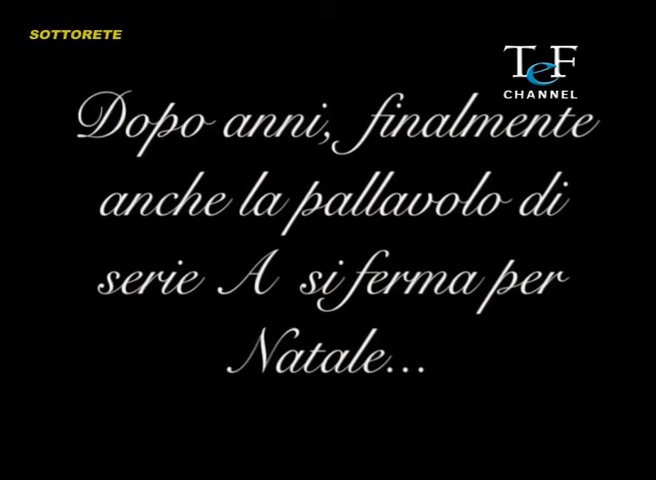 SOTTORETE
TeF
CHANNEL
Dopo anni, finalmente
anche la pallavolo di
serie A si ferma per
Natale...